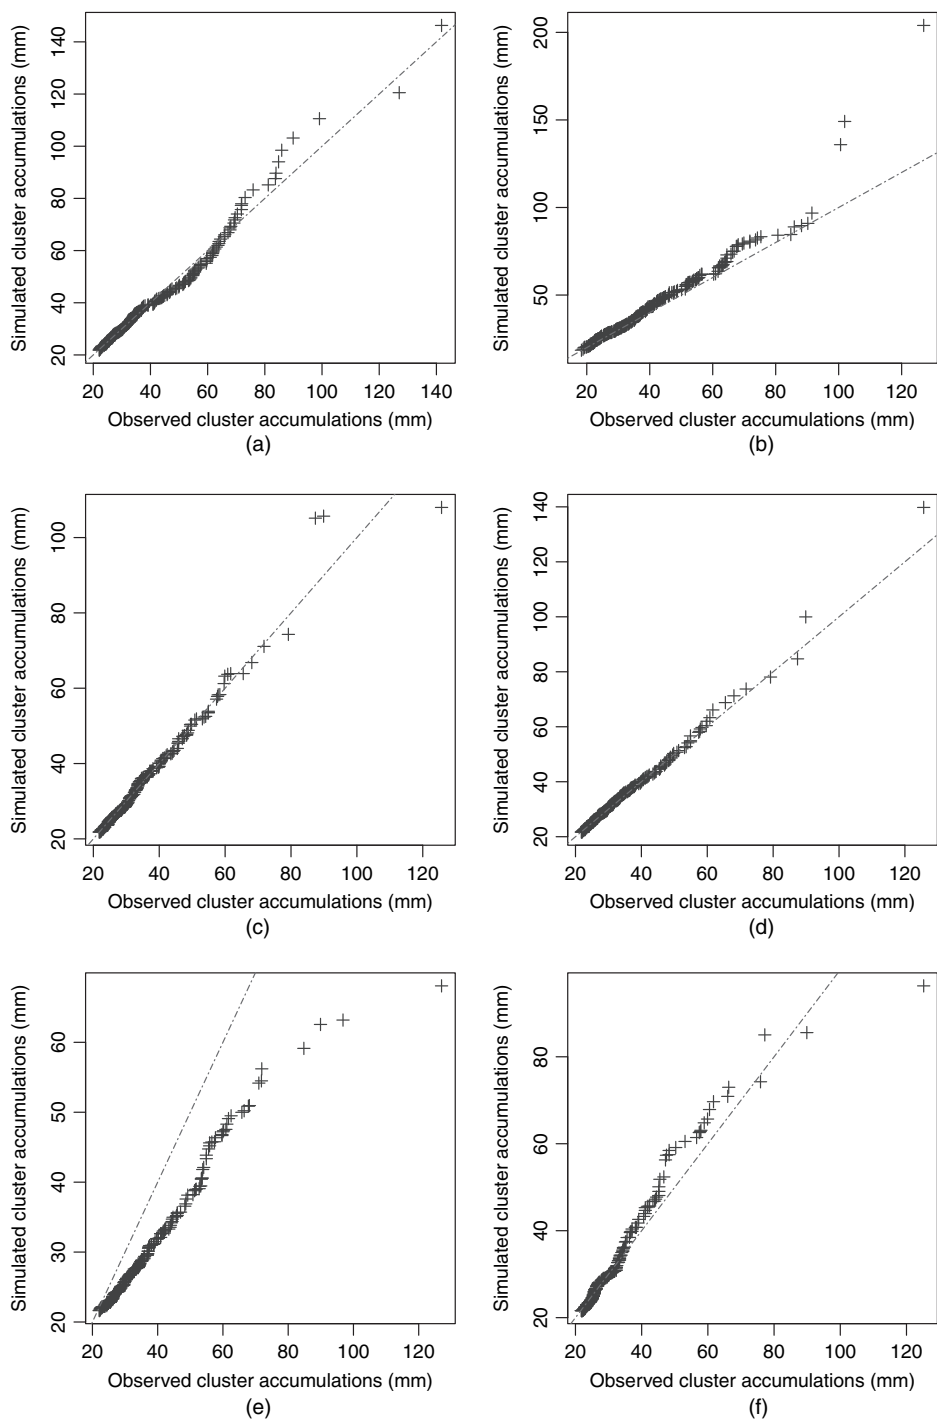 Simulated cluster accumulations (mm)
20 40 60 80 100 120 140
20 40 60 80 100 120 140
Observed cluster accumulations (mm)
(a)
Simulated cluster accumulations (mm)
50 100 150 200
20 40 60 80 100 120
Observed cluster accumulations (mm)
(b)
Simulated cluster accumulations (mm)
20 40 60 80 100
20 40 60 80 100 120
Observed cluster accumulations (mm)
(c)
Simulated cluster accumulations (mm)
20 40 60 80 100 120 140
20 40 60 80 100 120
Observed cluster accumulations (mm)
(d)
Simulated cluster accumulations (mm)
20 30 40 50 60
20 40 60 80 100 120
Observed cluster accumulations (mm)
(e)
Simulated cluster accumulations (mm)
20 40 60 80
20 40 60 80 100 120
Observed cluster accumulations (mm)
(f)